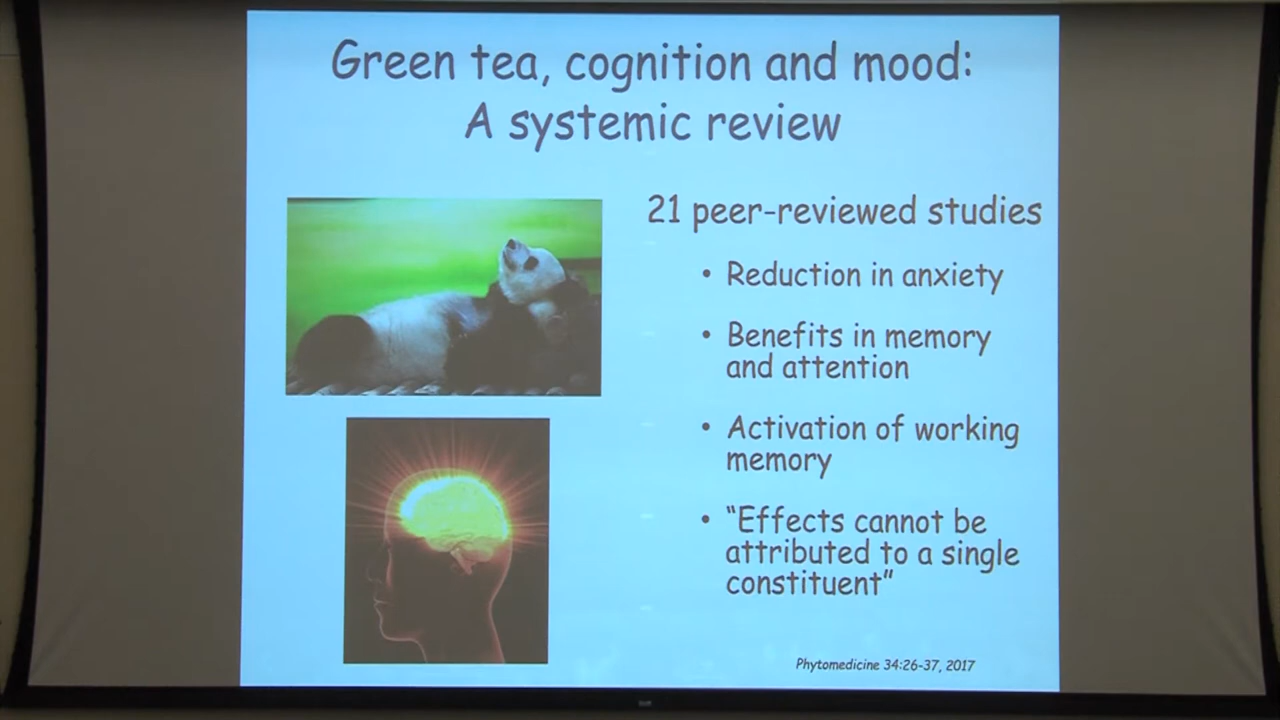 Green tea, cognition and mood:
A systemic review
21 peer-reviewed studies
• Reduction in anxiety
• Benefits in memory
and attention
• Activation of working
memory
• “Effects cannot be
attributed to a single
constituent”
Phytomedicine 34:26-37, 2017